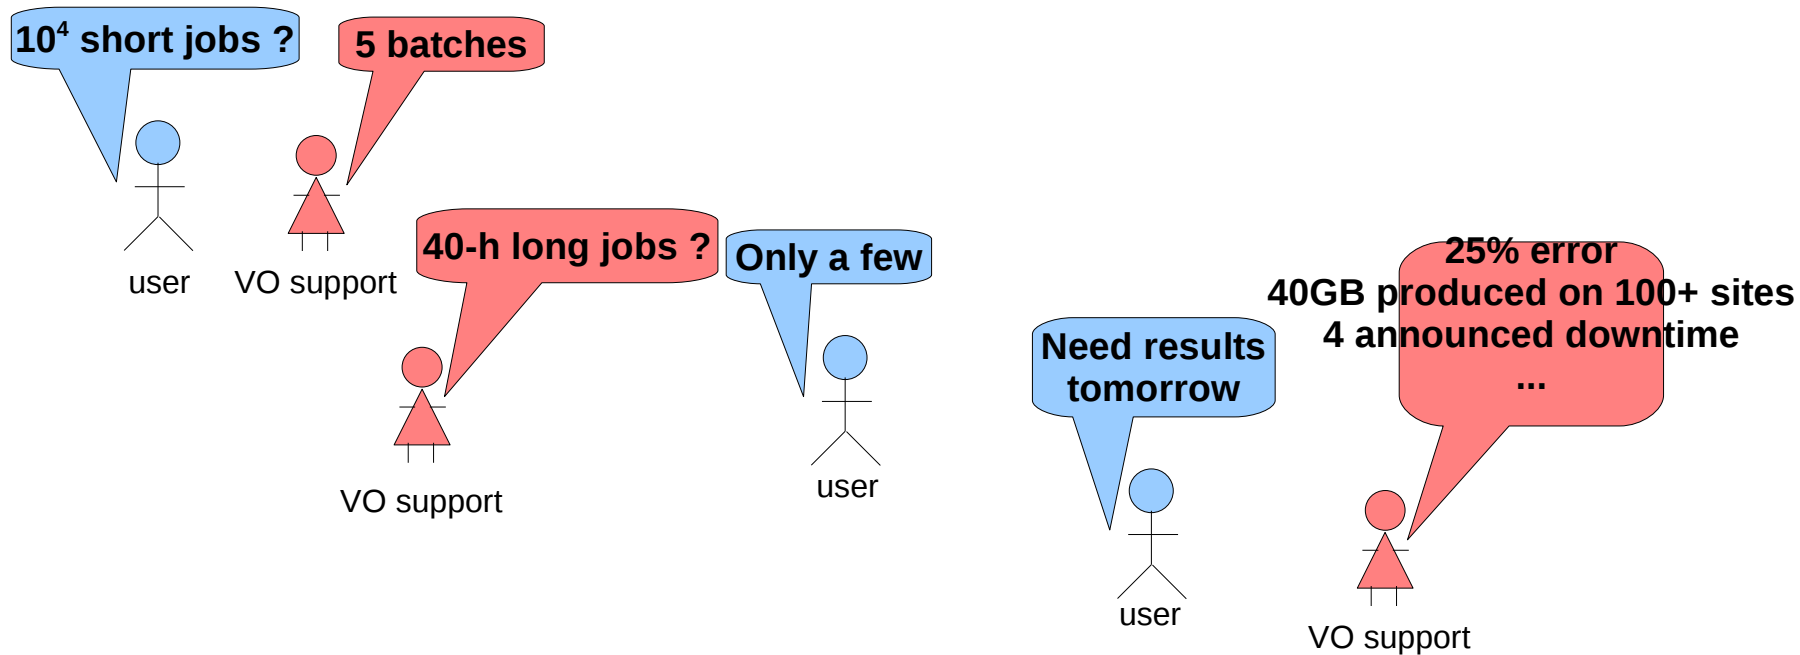 10⁴ short jobs ?
5 batches
user
VO support
40-h long jobs ?
Only a few
VO support
user
Need results
tomorrow
25% error
40GB produced on 100+ sites
4 announced downtime
...
user
VO support